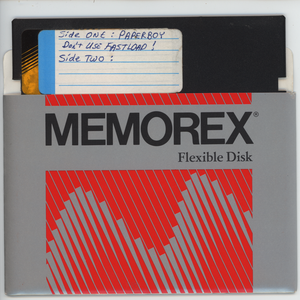 Side ONE : PAPERBOY
DON'T USE FASTLOAD !
Side TWO :
MEMOREX®
Flexible Disk